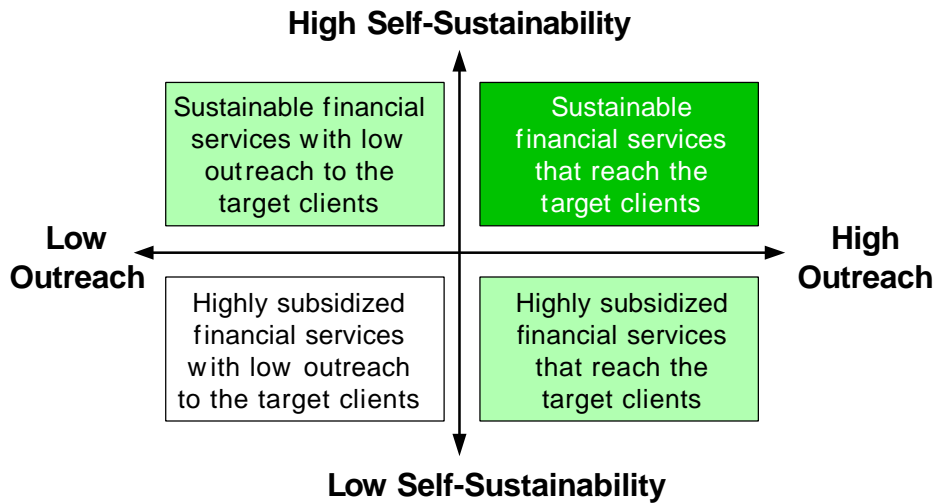 High Self-Sustainability
Sustainable financial
services with low
outreach to the
target clients
Sustainable
financial services
that reach the
target clients
Low
Outreach
High
Outreach
Highly subsidized
financial services
with low outreach
to the target clients
Highly subsidized
financial services
that reach the
target clients
Low Self-Sustainability